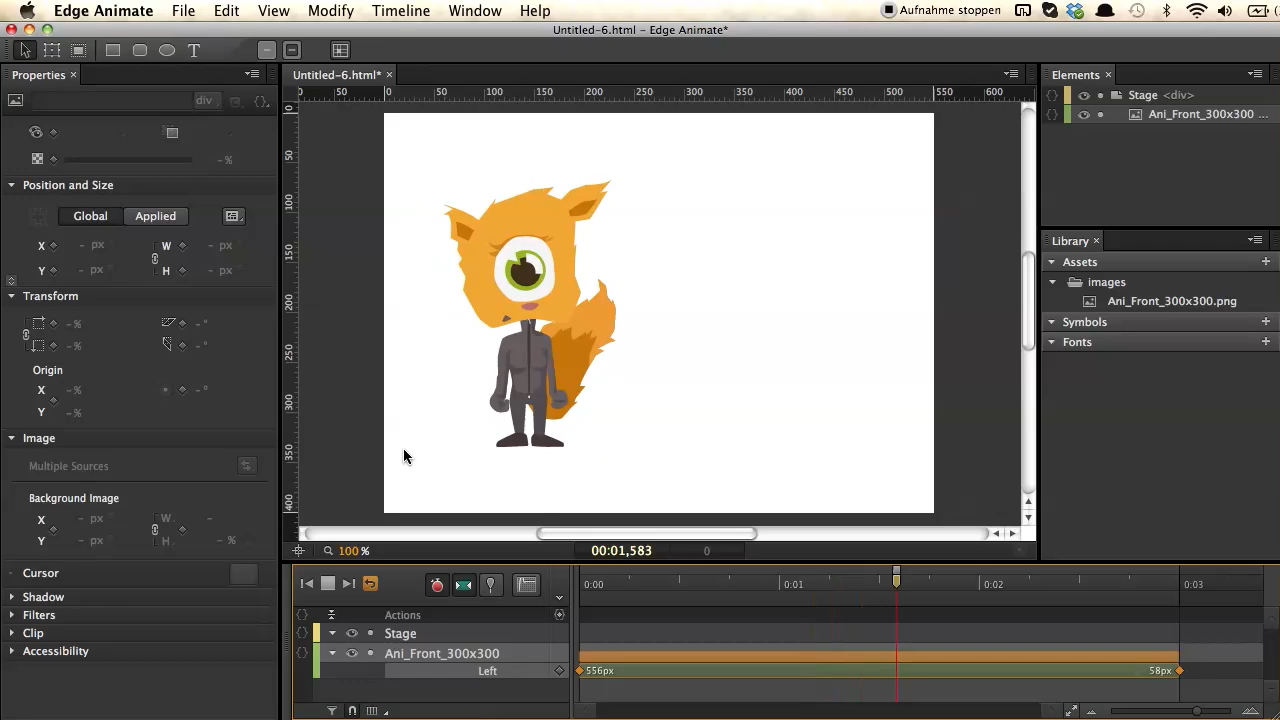 Edge Animate File Edit View Modify Timeline Window Help Aufnahme stoppen
Untitled-6.html - Edge Animate*
T
Properties × Untitled-6.html* × Elements ×
div
50 0 50 100 150 200 250 300 350 400 450 500 550 600
Stage <div>
Ani_Front_300x300 ...
- %
Position and Size
Global Applied
X - px W - px
Y - px H - px
Library ×
Assets +
images
Ani_Front_300x300.png
Symbols +
Fonts +
Transform
- % - °
- % - °
Origin
X - % - °
Y - %
Image
Multiple Sources
Background Image
X - px W -
Y - px H - %
0
50
100
150
200
250
300
350
400
100 % 00:01,583 0
Cursor
Shadow
Filters
Clip
Accessibility
0:00 0:01 0:02 0:03
Actions
Stage
Ani_Front_300x300
Left 556px 58px